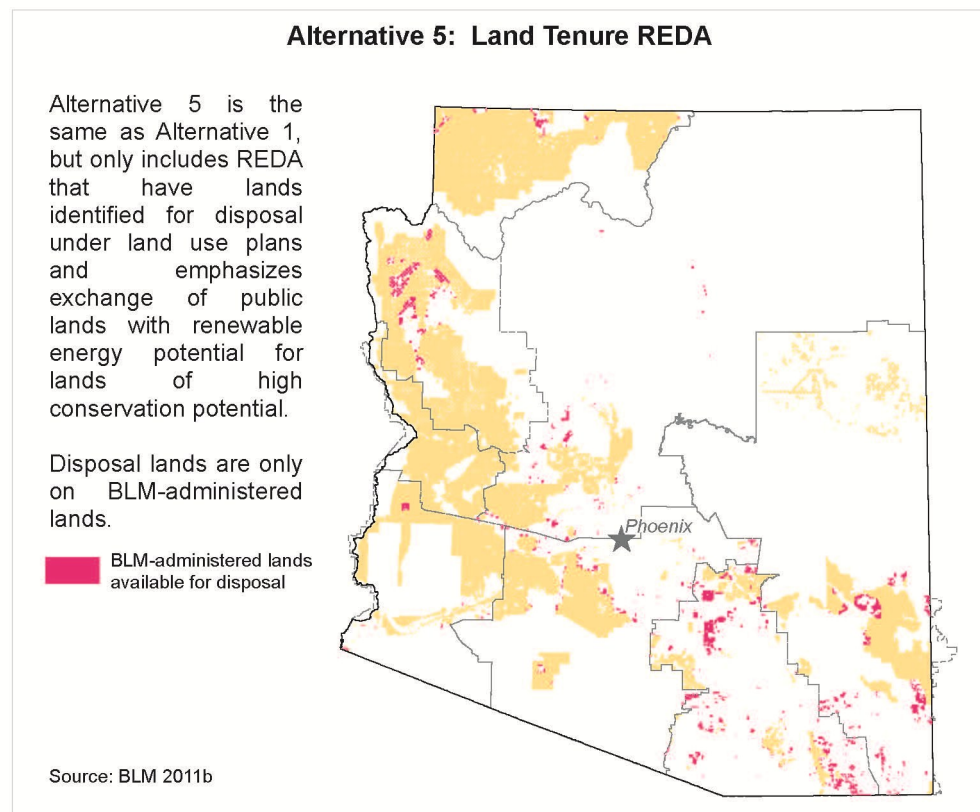 Alternative 5: Land Tenure REDA
Alternative 5 is the
same as Alternative 1,
but only includes REDA
that have lands
identified for disposal
under land use plans
and emphasizes
exchange of public
lands with renewable
energy potential for
lands of high
conservation potential.
Disposal lands are only
on BLM-administered
lands.
BLM-administered lands
available for disposal
Phoenix
Source: BLM 2011b